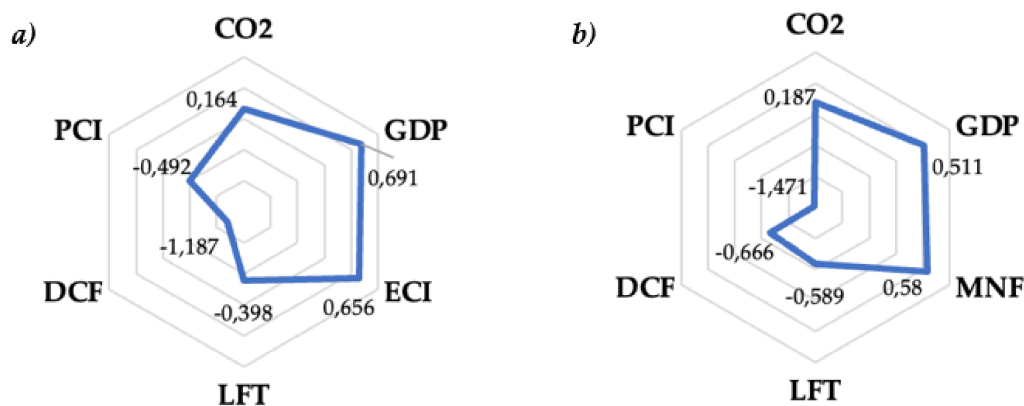 a)
CO2
0,164
PCI
GDP
-0,492
0,691
-1,187
DCF
ECI
-0,398
0,656
LFT
b)
CO2
0,187
PCI
GDP
-1,471
0,511
-0,666
DCF
MNF
-0,589
0,58
LFT